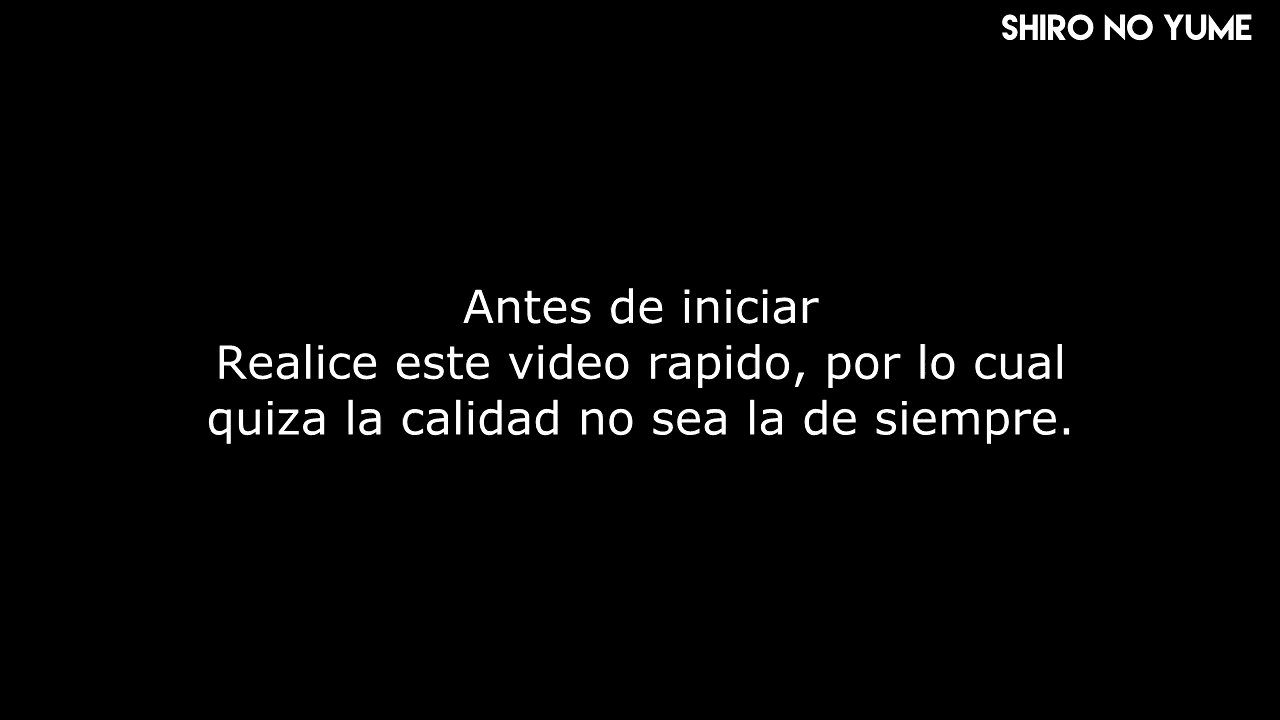 SHIRO NO YUME
Antes de iniciar
Realice este video rapido, por lo cual
quiza la calidad no sea la de siempre.